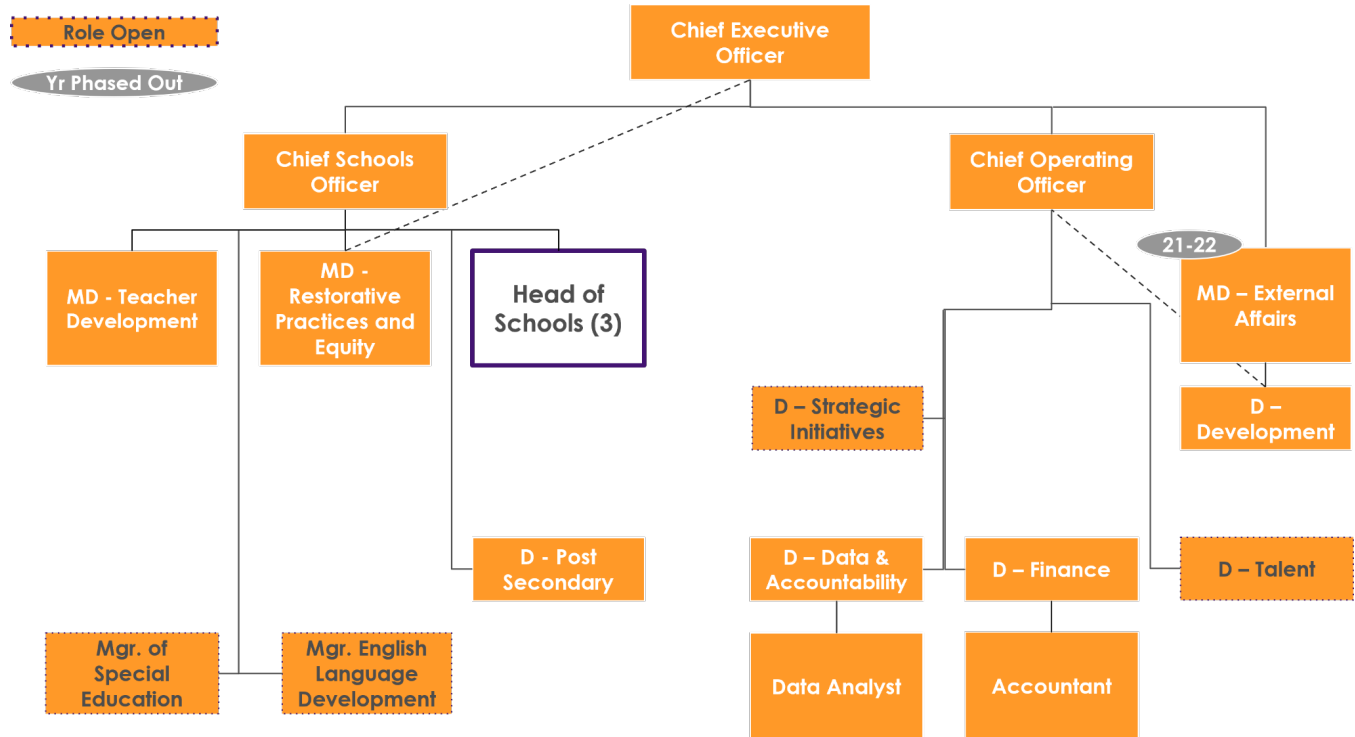 Role Open
Yr Phased Out
Chief Executive
Officer
Chief Schools
Officer
Chief Operating
Officer
21-22
MD - Teacher
Development
MD -
Restorative
Practices and
Equity
Head of
Schools (3)
MD – External
Affairs
D – Strategic
Initiatives
D –
Development
D - Post
Secondary
D – Data &
Accountability
D – Finance
D – Talent
Mgr. of
Special
Education
Mgr. English
Language
Development
Data Analyst
Accountant